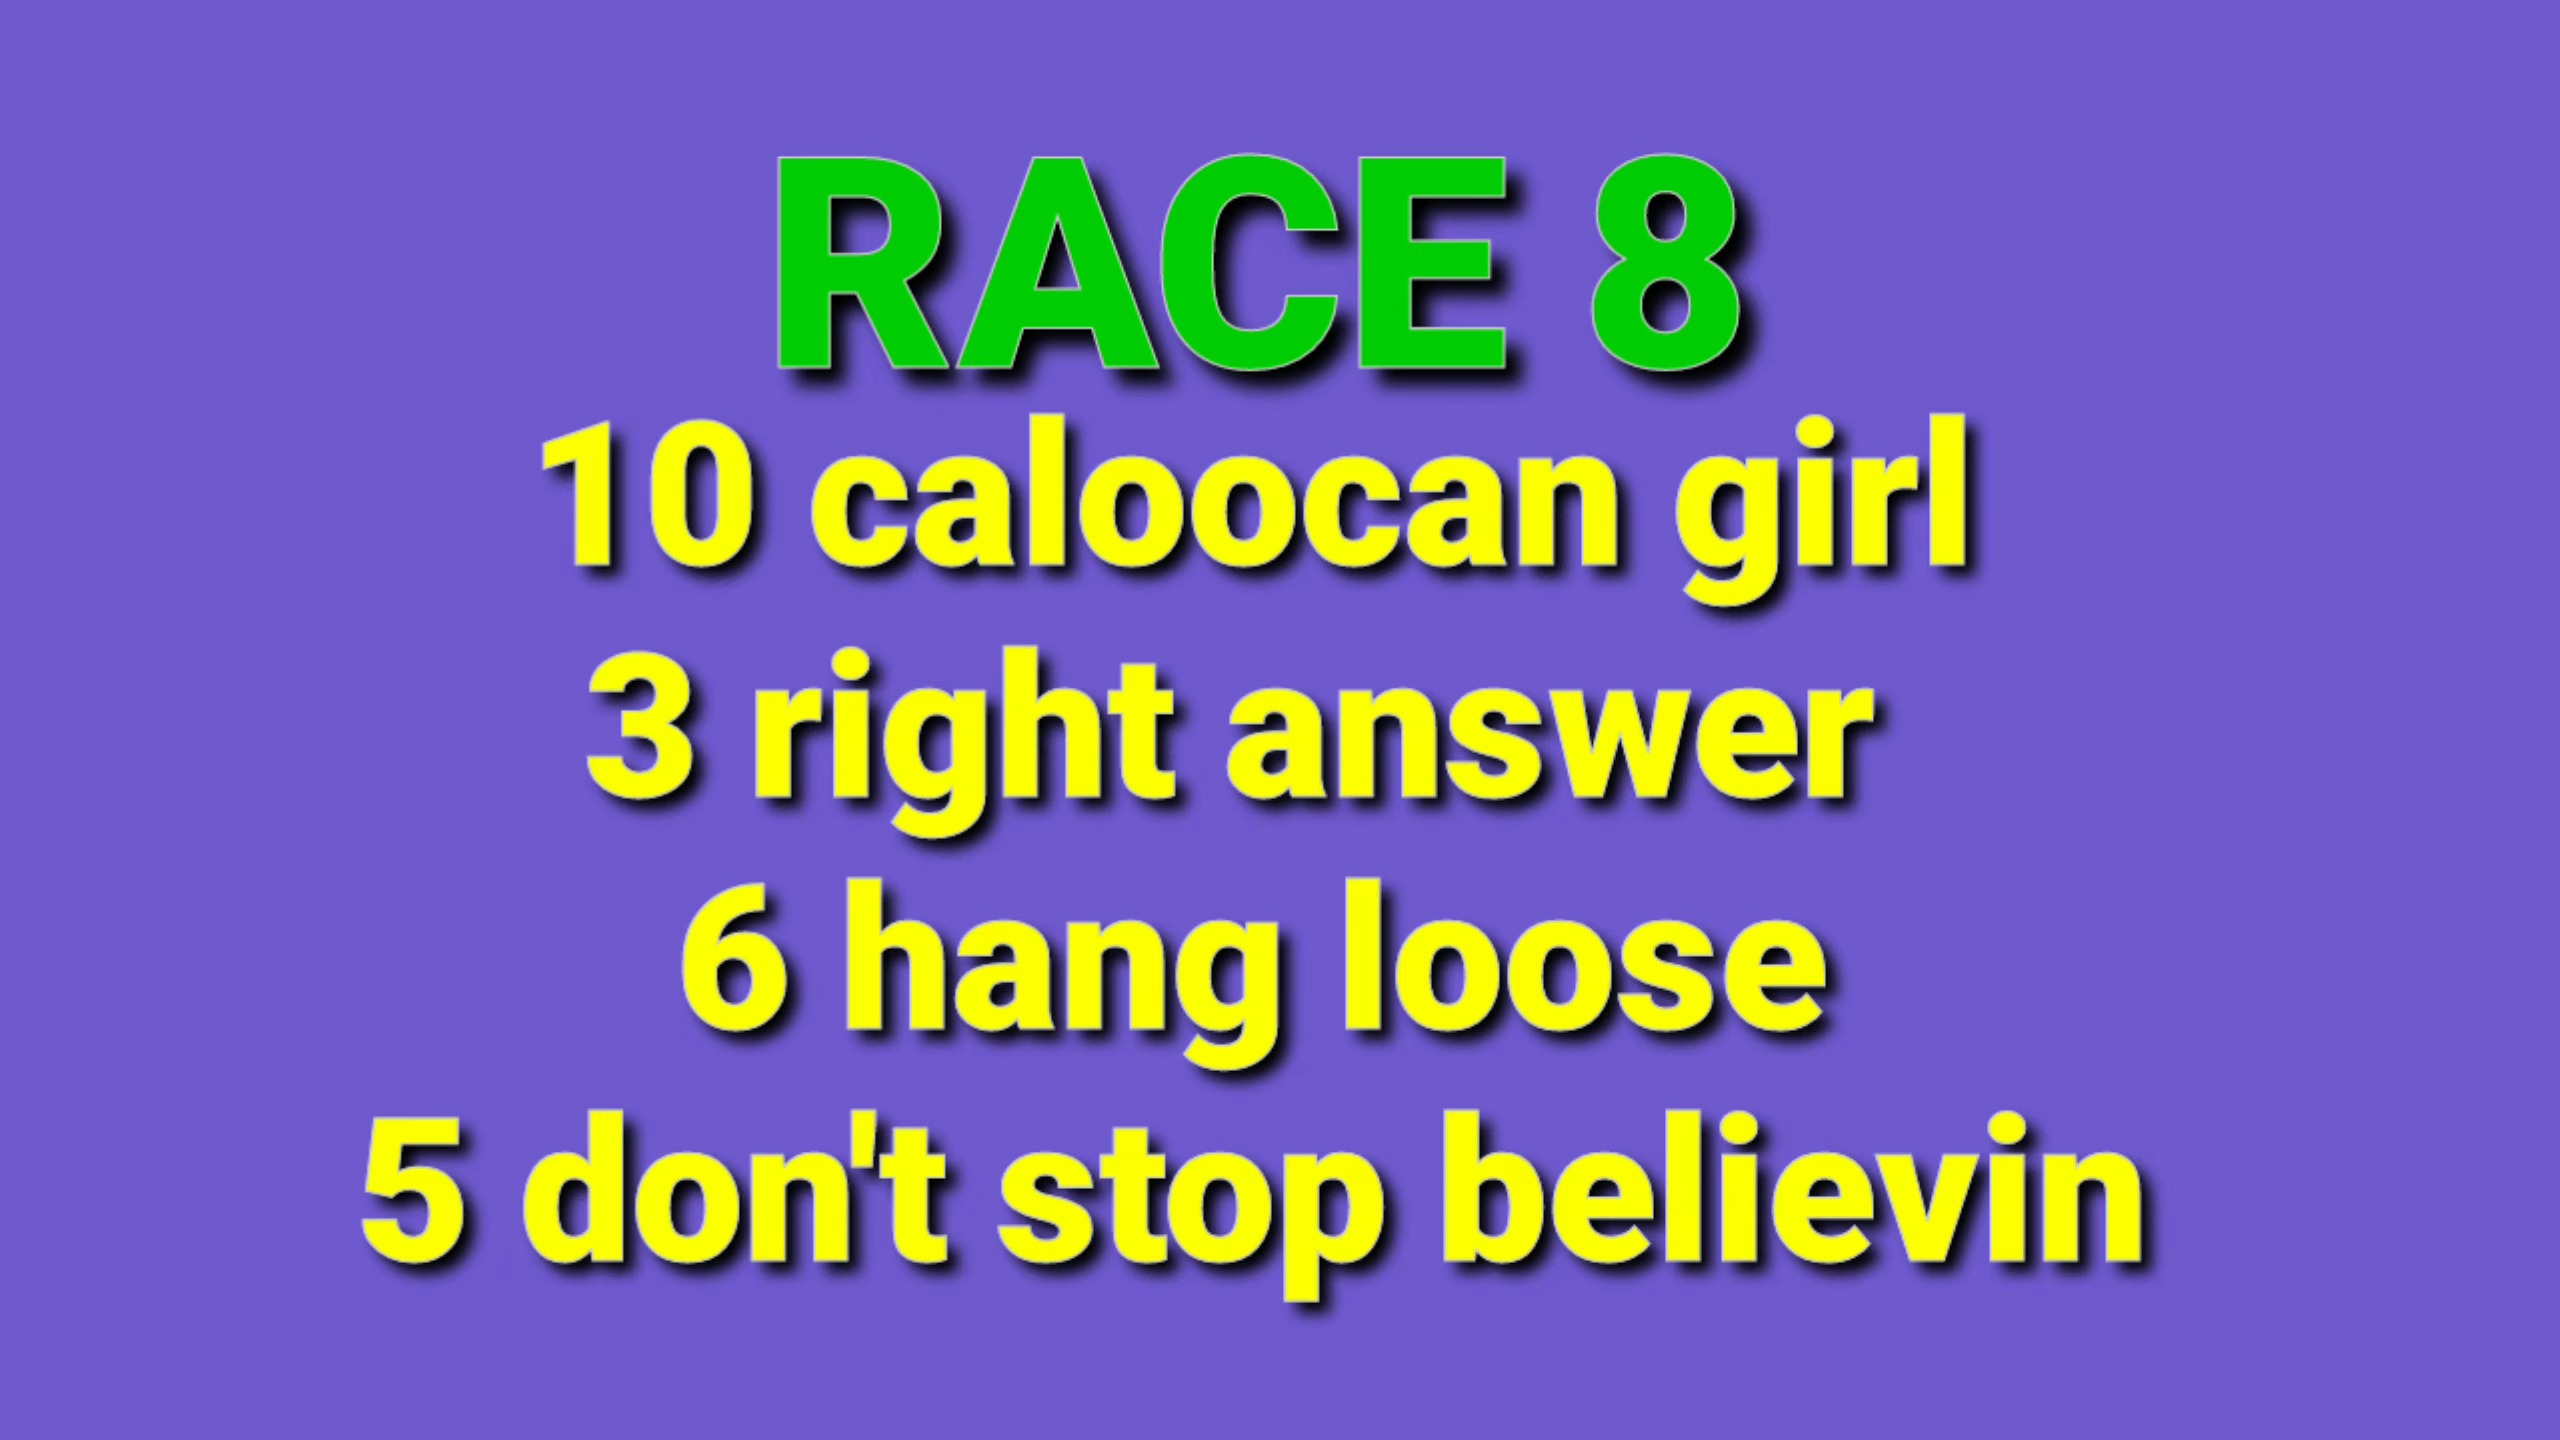 RACE 8
10 caloocan girl
3 right answer
6 hang loose
5 don't stop believin